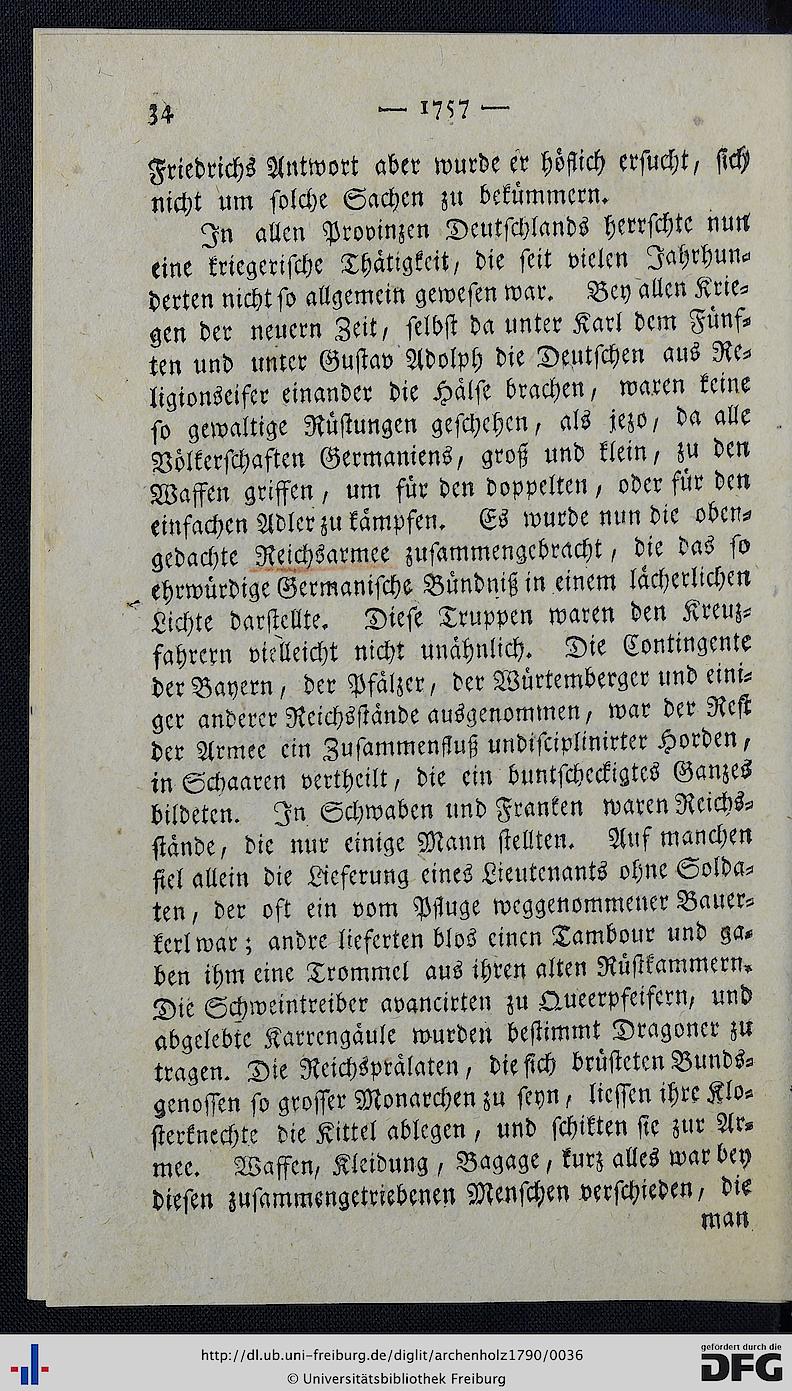 34
— 1757 —
Friedrichs Antwort aber wurde er höflich ersucht, sich
nicht um solche Sachen zu bekümmern.
In allen Provinzen Deutschlands herrschte nun
eine kriegerische Thätigkeit, die seit vielen Jahrhun-
derten nicht so allgemein gewesen war. Bey allen Krie-
gen der neuern Zeit, selbst da unter Karl dem Fünf-
ten und unter Gustav Adolph die Deutschen aus Re-
ligionseifer einander die Hälse brachen, waren keine
so gewaltige Rüstungen geschehen, als jezo, da alle
Völkerschaften Germaniens, groß und klein, zu den
Waffen griffen, um für den doppelten, oder für den
einfachen Adler zu kämpfen. Es wurde nun die oben-
gedachte Reichsarmee zusammengebracht, die das so
ehrwürdige Germanische Bündniß in einem lächerlichen
Lichte darstellte. Diese Truppen waren den Kreuz-
fahrern vielleicht nicht unähnlich. Die Contingente
der Bayern, der Pfälzer, der Würtemberger und eini-
ger anderer Reichsstände ausgenommen, war der Rest
der Armee ein Zusammenfluß undisciplinirter Horden,
in Schaaren vertheilt, die ein buntscheckigtes Ganzes
bildeten. In Schwaben und Franken waren Reichs-
stände, die nur einige Mann stellten. Auf manchen
fiel allein die Lieferung eines Lieutenants ohne Solda-
ten, der oft ein vom Pfluge weggenommener Bauer-
kerl war; andre lieferten blos einen Tambour und ga-
ben ihm eine Trommel aus ihren alten Rüstkammern.
Die Schweintreiber avancirten zu Queerpfeifern, und
abgelebte Karrengäule wurden bestimmt Dragoner zu
tragen. Die Reichsprälaten, die sich brüsteten Bunds-
genossen so grosser Monarchen zu seyn, liessen ihre Klo-
sterknechte die Kittel ablegen, und schikten sie zur Ar-
mee. Waffen, Kleidung, Bagage, kurz alles war bey
diesen zusammengetriebenen Menschen verschieden, die
man
http://dl.ub.uni-freiburg.de/diglit/archenholz1790/0036
© Universitätsbibliothek Freiburg
gefördert durch die
DFG